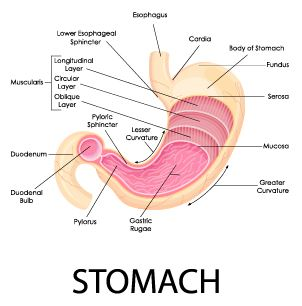 Esophagus
Lower Esophageal
Sphincter
Cardia
Body of Stomach
Longitudinal
Layer
Fundus
Muscularis
Circular
Layer
Oblique
Layer
Serosa
Pyloric
Sphincter
Lesser
Curvature
Mucosa
Duodenum
Greater
Curvature
Duodenal
Bulb
Pylorus
Gastric
Rugae
STOMACH